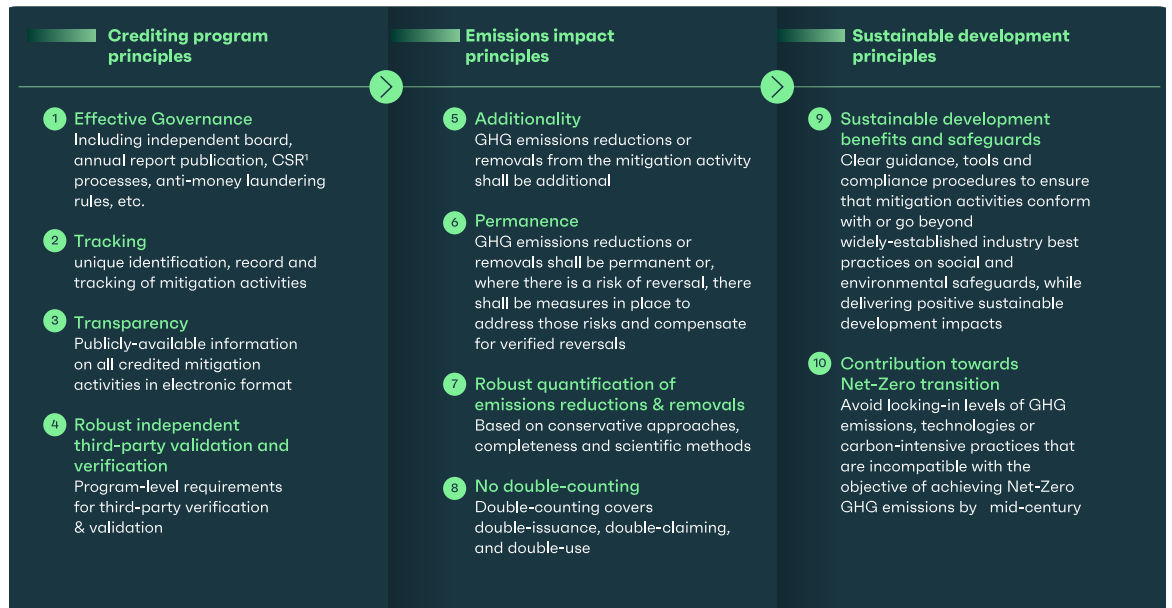 Crediting program
principles
1 Effective Governance
Including independent board,
annual report publication, CSR¹
processes, anti-money laundering
rules, etc.
2 Tracking
unique identification, record and
tracking of mitigation activities
3 Transparency
Publicly-available information
on all credited mitigation
activities in electronic format
4 Robust independent
third-party validation and
verification
Program-level requirements
for third-party verification
& validation
Emissions impact
principles
5 Additionality
GHG emissions reductions or
removals from the mitigation activity
shall be additional
6 Permanence
GHG emissions reductions or
removals shall be permanent or,
where there is a risk of reversal, there
shall be measures in place to
address those risks and compensate
for verified reversals
7 Robust quantification of
emissions reductions & removals
Based on conservative approaches,
completeness and scientific methods
8 No double-counting
Double-counting covers
double-issuance, double-claiming,
and double-use
Sustainable development
principles
9 Sustainable development
benefits and safeguards
Clear guidance, tools and
compliance procedures to ensure
that mitigation activities conform
with or go beyond
widely-established industry best
practices on social and
environmental safeguards, while
delivering positive sustainable
development impacts
10 Contribution towards
Net-Zero transition
Avoid locking-in levels of GHG
emissions, technologies or
carbon-intensive practices that
are incompatible with the
objective of achieving Net-Zero
GHG emissions by mid-century